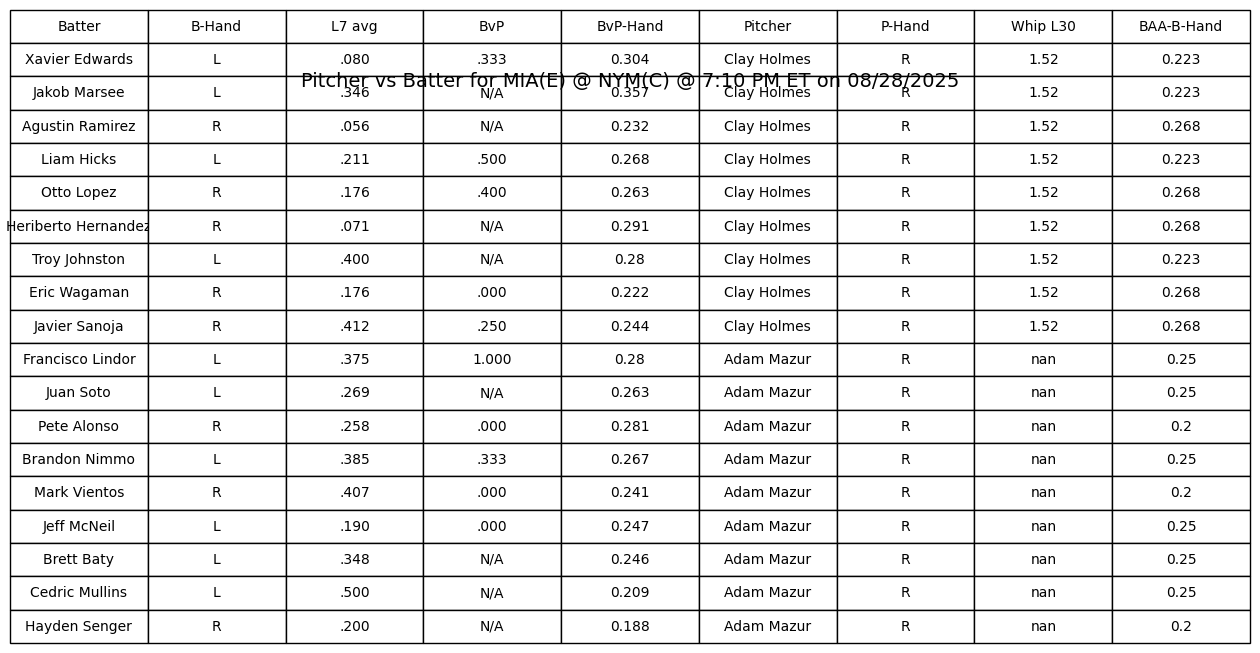 Batter B-Hand L7 avg BvP BvP-Hand Pitcher P-Hand Whip L30 BAA-B-Hand
Xavier Edwards L .080 .333 0.304 Clay Holmes R 1.52 0.223
Pitcher vs Batter for MIA(E) @ NYM(C) @ 7:10 PM ET on 08/28/2025
Jakob Marsee L .346 N/A 0.357 Clay Holmes R 1.52 0.223
Agustin Ramirez R .056 N/A 0.232 Clay Holmes R 1.52 0.268
Liam Hicks L .211 .500 0.268 Clay Holmes R 1.52 0.223
Otto Lopez R .176 .400 0.263 Clay Holmes R 1.52 0.268
Heriberto Hernandez R .071 N/A 0.291 Clay Holmes R 1.52 0.268
Troy Johnston L .400 N/A 0.28 Clay Holmes R 1.52 0.223
Eric Wagaman R .176 .000 0.222 Clay Holmes R 1.52 0.268
Javier Sanoja R .412 .250 0.244 Clay Holmes R 1.52 0.268
Francisco Lindor L .375 1.000 0.28 Adam Mazur R nan 0.25
Juan Soto L .269 N/A 0.263 Adam Mazur R nan 0.25
Pete Alonso R .258 .000 0.281 Adam Mazur R nan 0.2
Brandon Nimmo L .385 .333 0.267 Adam Mazur R nan 0.25
Mark Vientos R .407 .000 0.241 Adam Mazur R nan 0.2
Jeff McNeil L .190 .000 0.247 Adam Mazur R nan 0.25
Brett Baty L .348 N/A 0.246 Adam Mazur R nan 0.25
Cedric Mullins L .500 N/A 0.209 Adam Mazur R nan 0.25
Hayden Senger R .200 N/A 0.188 Adam Mazur R nan 0.2